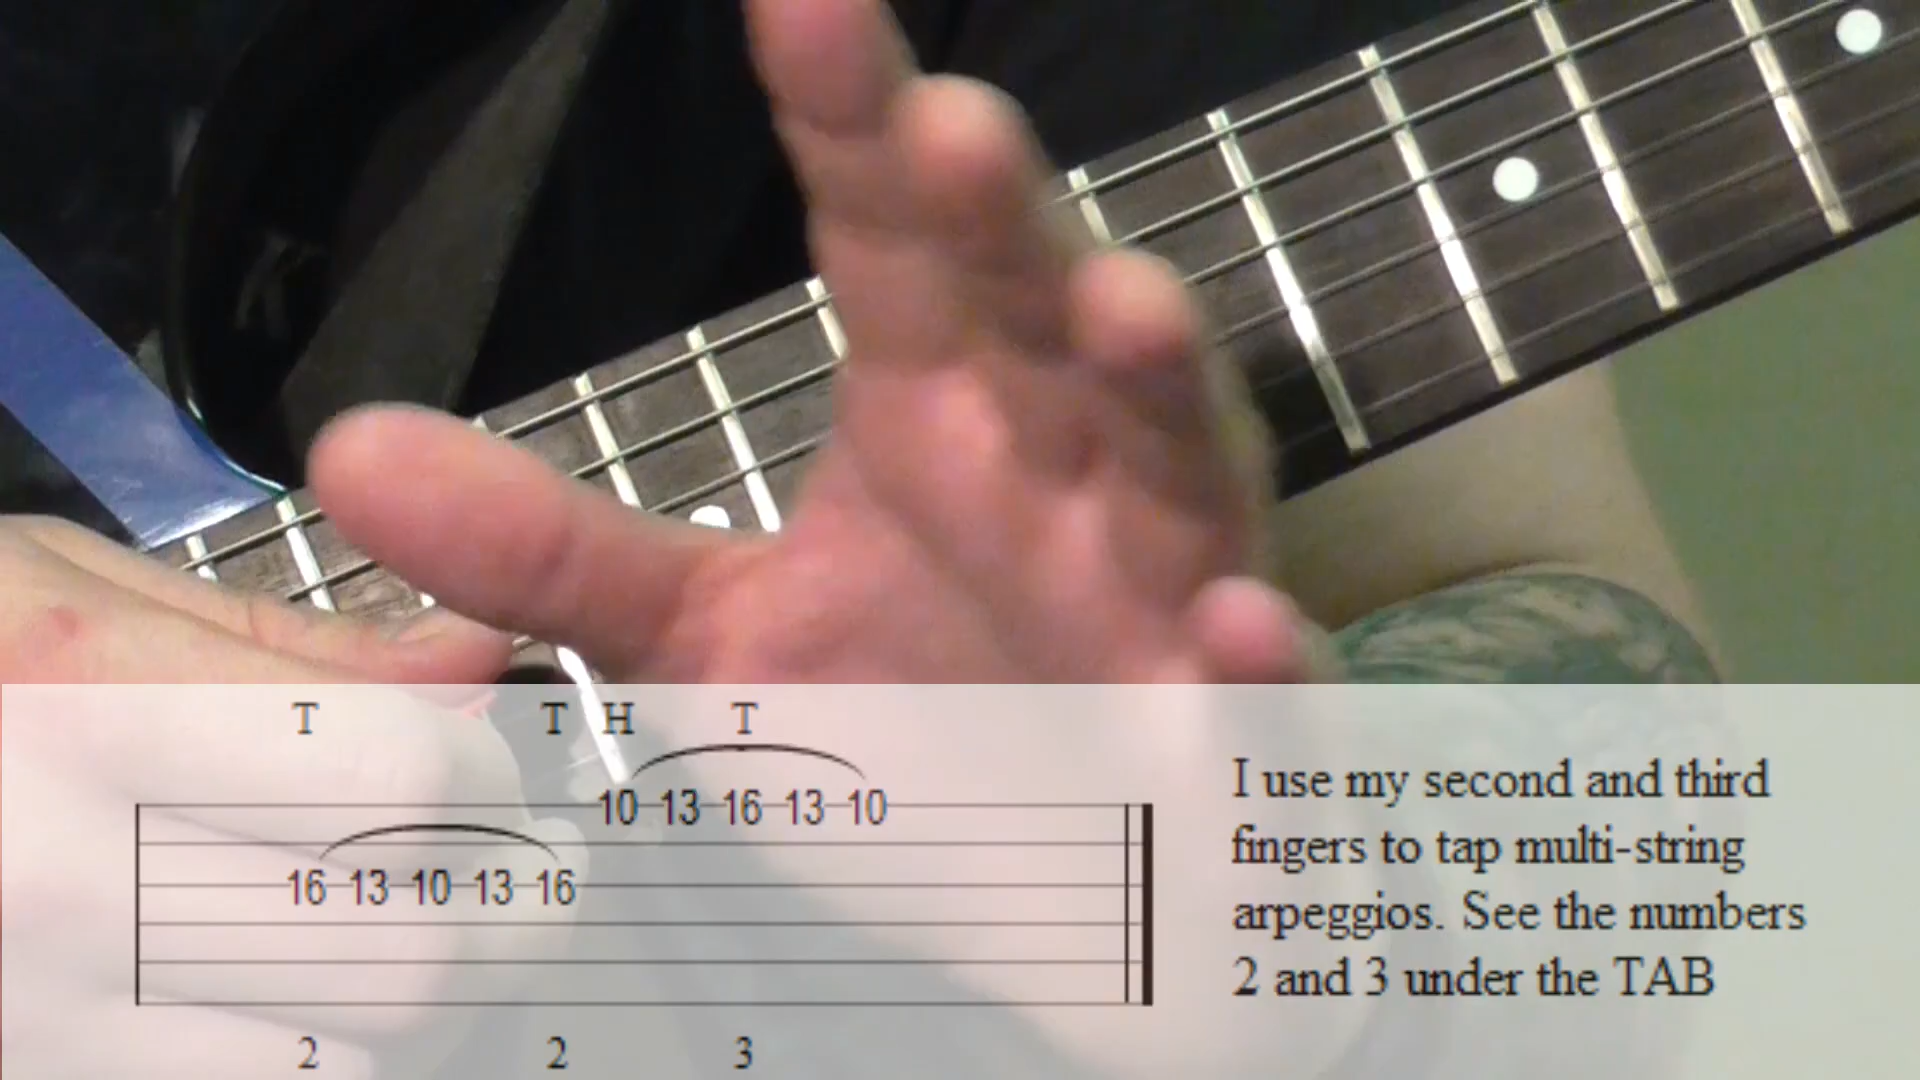 T T H T
10 13 16 13 10
16 13 10 13 16
2 2 3
I use my second and third
fingers to tap multi-string
arpeggios. See the numbers
2 and 3 under the TAB